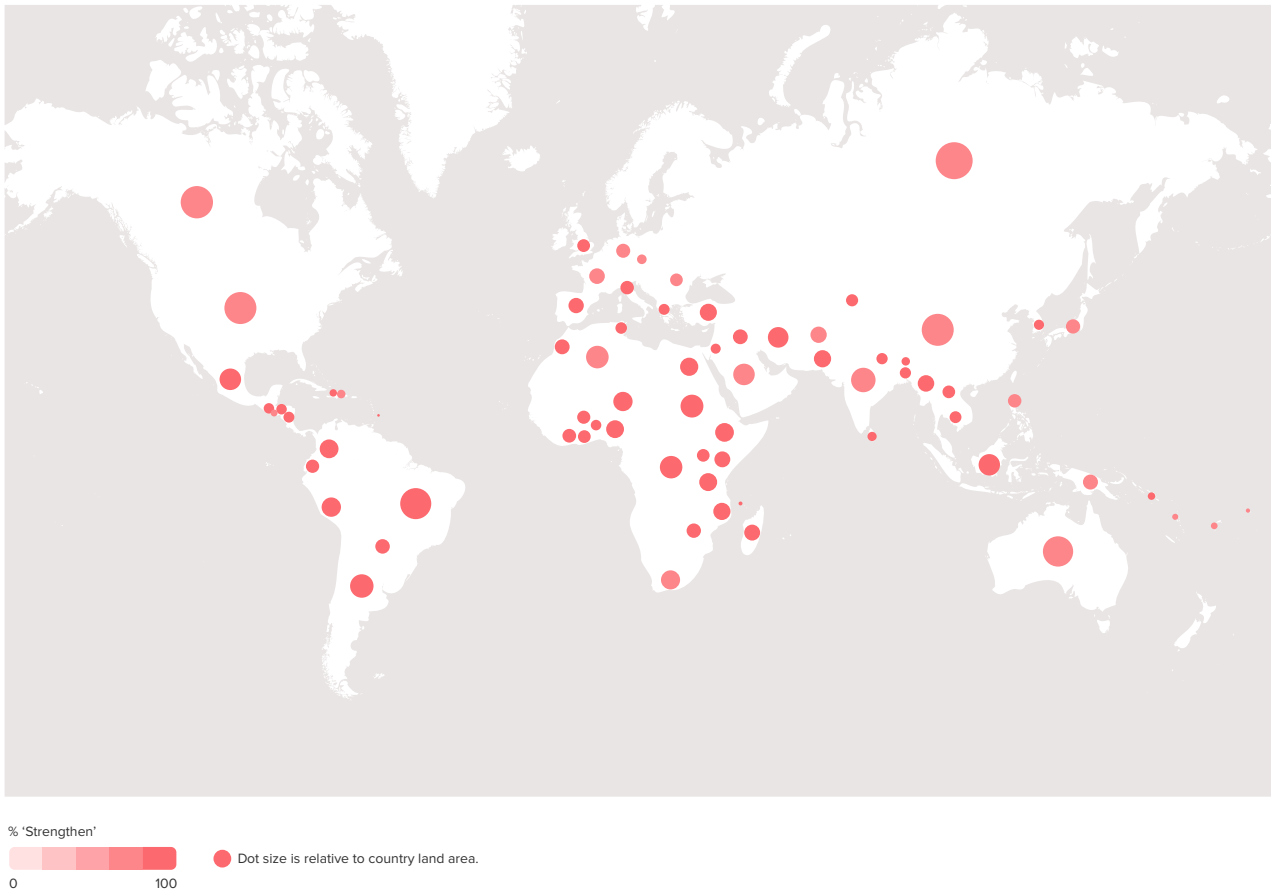 % ‘Strengthen’
Dot size is relative to country land area.
0
100